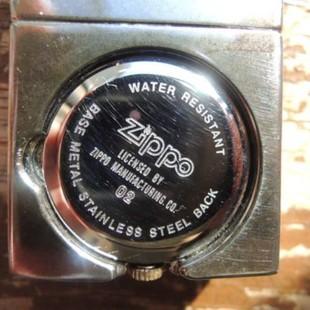 WATER RESISTANT
Zippo
LICENSED BY
ZIPPO MANUFACTURING.CO.
02
BASE METAL STAINLESS STEEL BACK